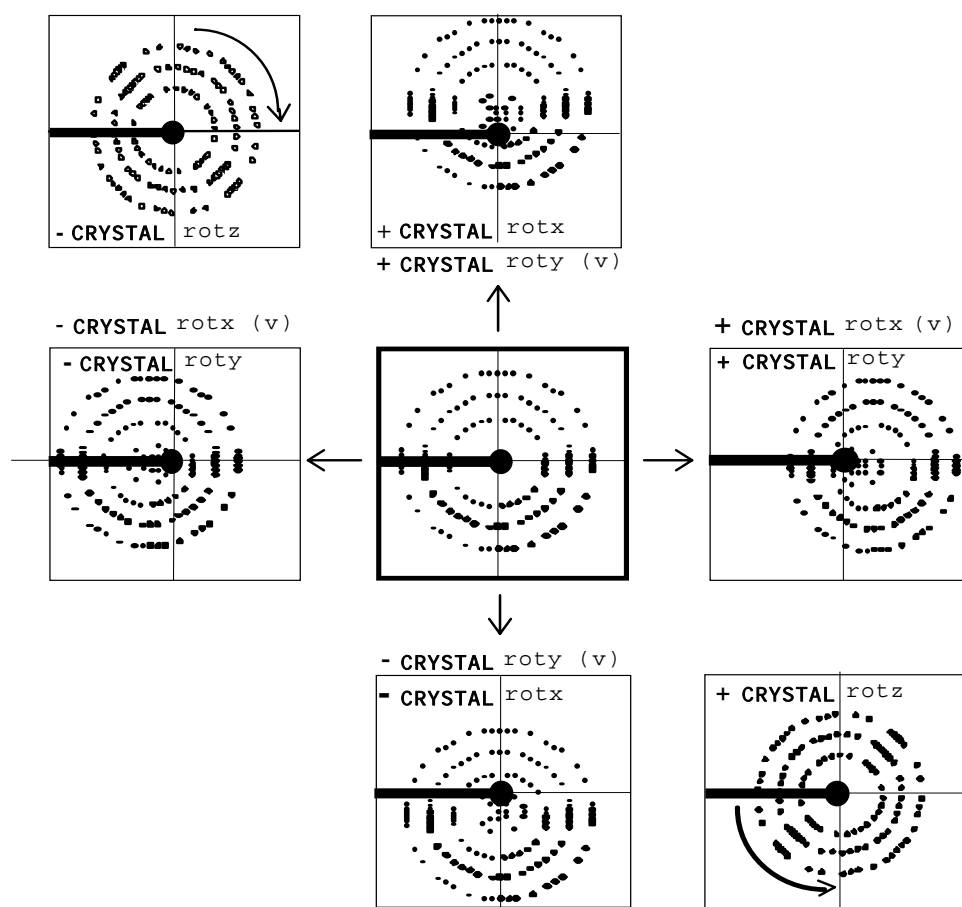 - CRYSTAL rotz
+ CRYSTAL rotx
+ CRYSTAL roty (v)
- CRYSTAL rotx (v)
- CRYSTAL roty
+ CRYSTAL rotx (v)
+ CRYSTAL roty
- CRYSTAL roty (v)
- CRYSTAL rotx
+ CRYSTAL rotz